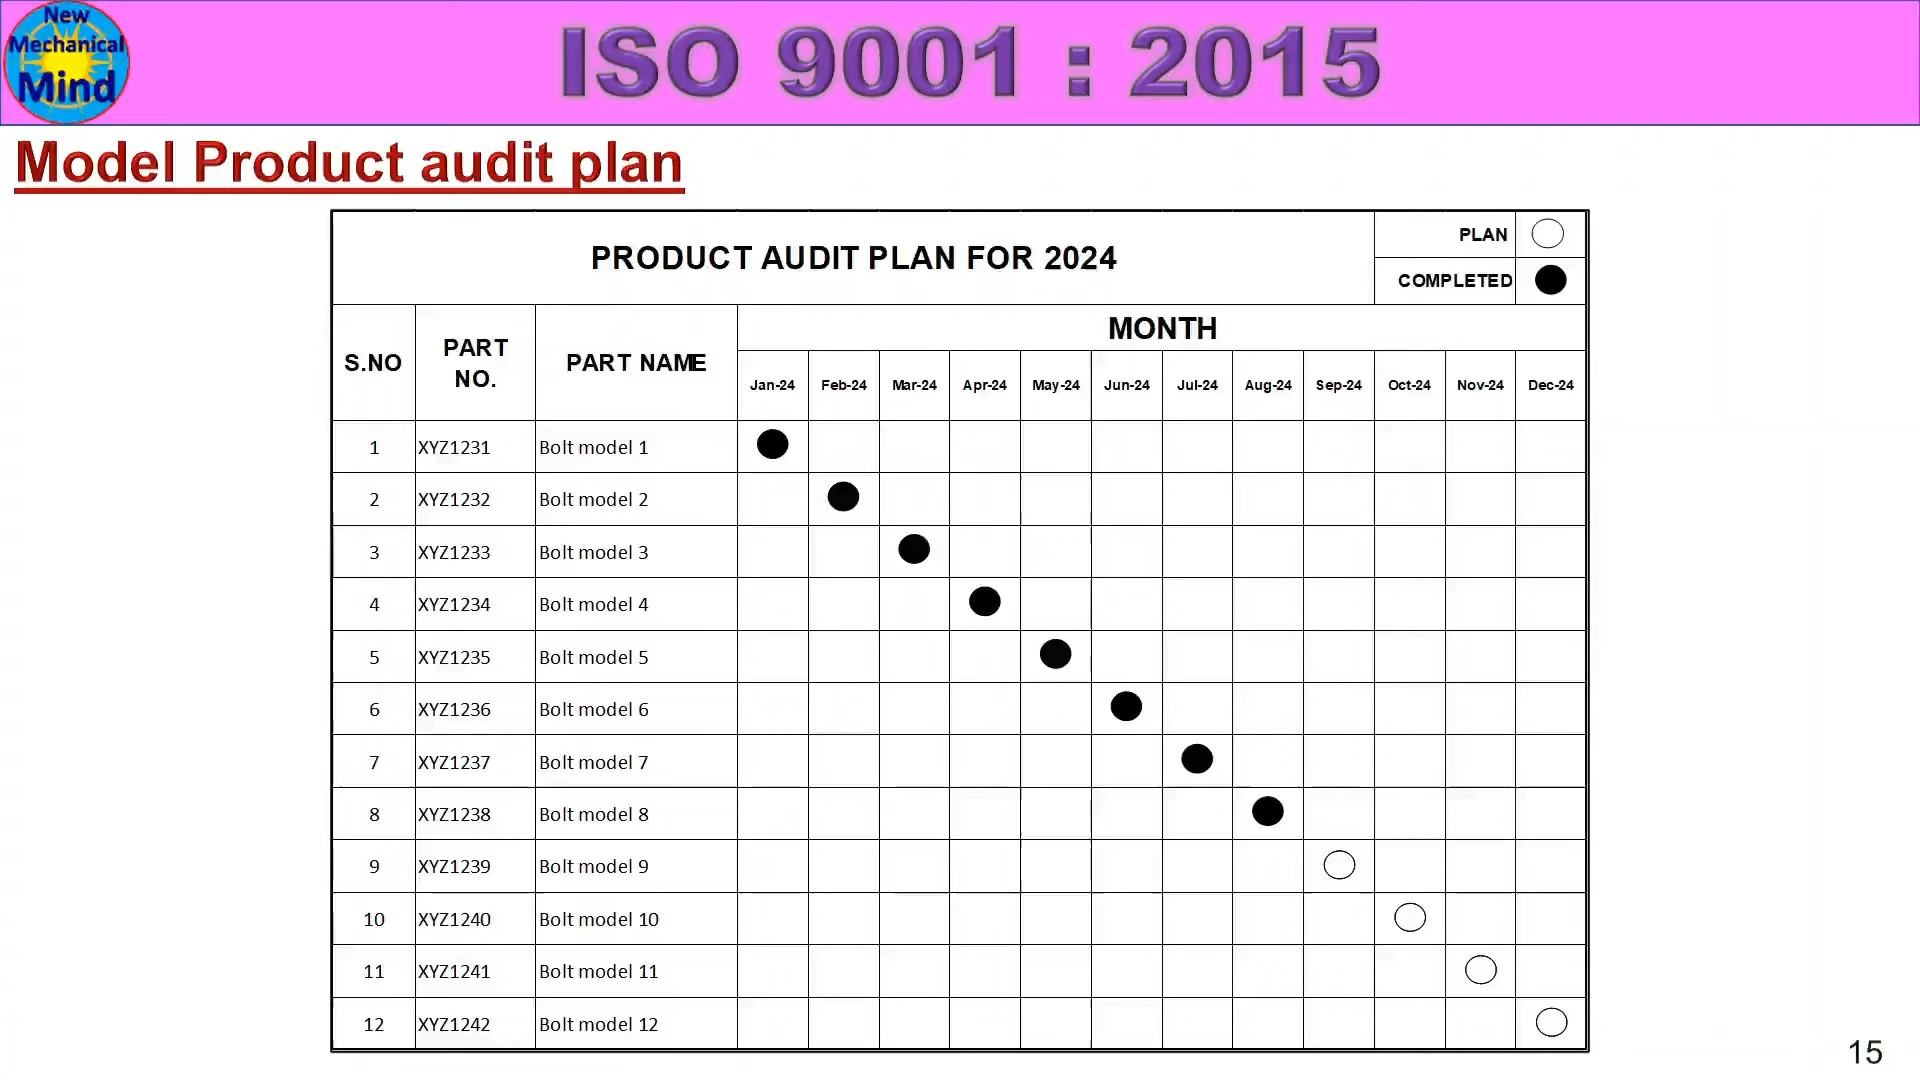 New
Mechanical
Mind
ISO 9001 : 2015
Model Product audit plan
PRODUCT AUDIT PLAN FOR 2024
PLAN
COMPLETED
S.NO PART NO. PART NAME MONTH
Jan-24 Feb-24 Mar-24 Apr-24 May-24 Jun-24 Jul-24 Aug-24 Sep-24 Oct-24 Nov-24 Dec-24
1 XYZ1231 Bolt model 1
2 XYZ1232 Bolt model 2
3 XYZ1233 Bolt model 3
4 XYZ1234 Bolt model 4
5 XYZ1235 Bolt model 5
6 XYZ1236 Bolt model 6
7 XYZ1237 Bolt model 7
8 XYZ1238 Bolt model 8
9 XYZ1239 Bolt model 9
10 XYZ1240 Bolt model 10
11 XYZ1241 Bolt model 11
12 XYZ1242 Bolt model 12
15